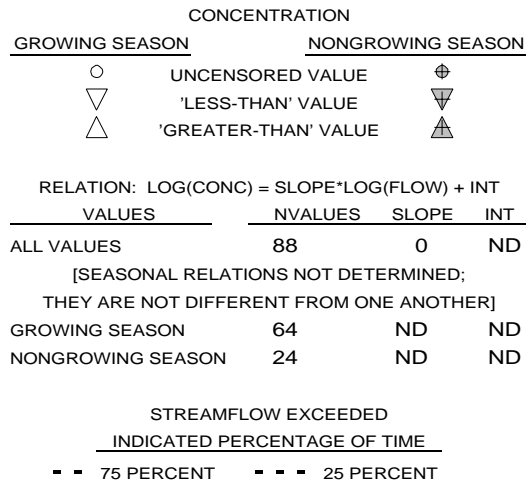 CONCENTRATION
GROWING SEASON NONGROWING SEASON
UNCENSORED VALUE
'LESS-THAN' VALUE
'GREATER-THAN' VALUE
RELATION: LOG(CONC) = SLOPE*LOG(FLOW) + INT
VALUES NVALUES SLOPE INT
ALL VALUES 88 0 ND
[SEASONAL RELATIONS NOT DETERMINED;
THEY ARE NOT DIFFERENT FROM ONE ANOTHER]
GROWING SEASON 64 ND ND
NONGROWING SEASON 24 ND ND
STREAMFLOW EXCEEDED
INDICATED PERCENTAGE OF TIME
75 PERCENT 25 PERCENT